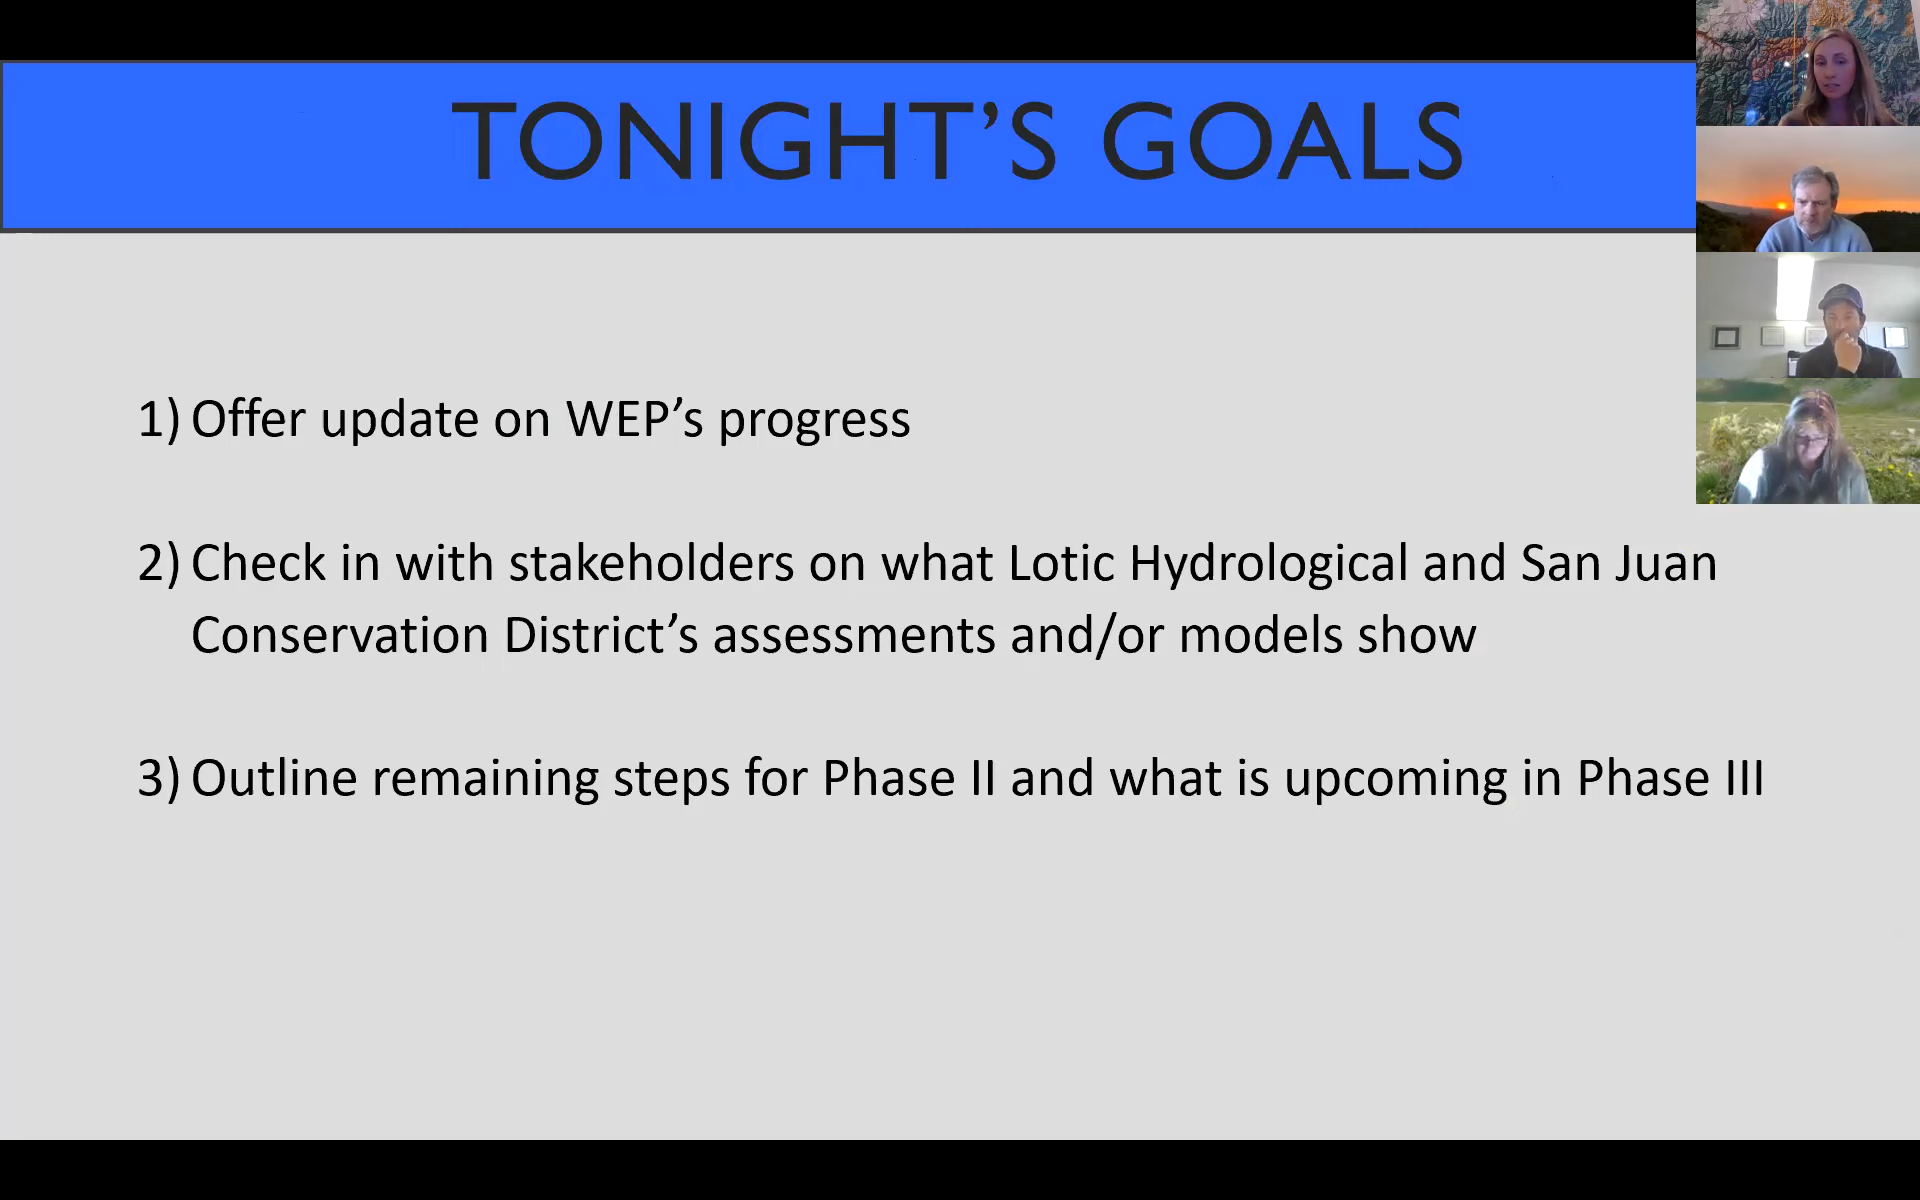 TONIGHT’S GOALS
1) Offer update on WEP’s progress
2) Check in with stakeholders on what Lotic Hydrological and San Juan
Conservation District’s assessments and/or models show
3) Outline remaining steps for Phase II and what is upcoming in Phase III